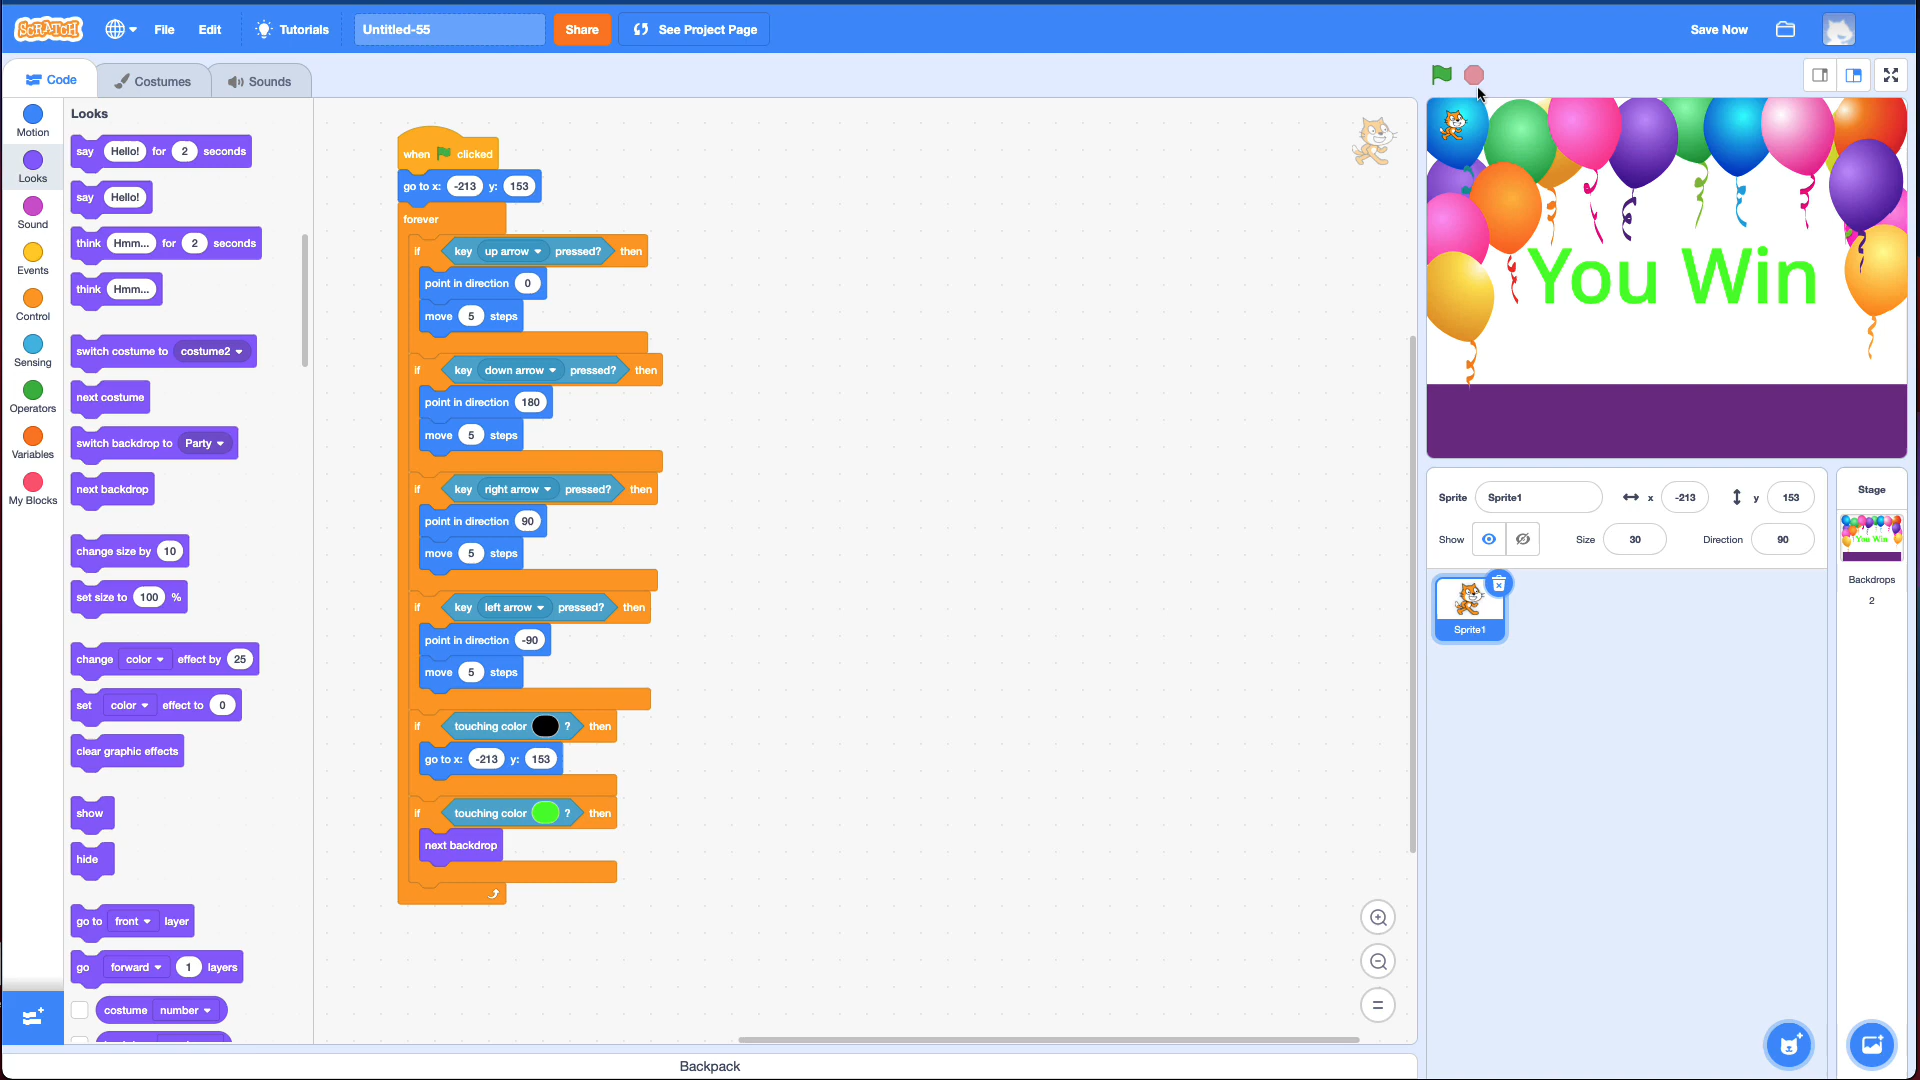 SCRATCH
File
Edit
Tutorials
Untitled-55
Share
See Project Page
Save Now
Code
Costumes
Sounds
Motion
Looks
Sound
Events
Control
Sensing
Operators
Variables
My Blocks
Looks
say Hello! for 2 seconds
say Hello!
think Hmm... for 2 seconds
think Hmm...
switch costume to costume2
next costume
switch backdrop to Party
next backdrop
change size by 10
set size to 100 %
change color effect by 25
set color effect to 0
clear graphic effects
show
hide
go to front layer
go forward 1 layers
costume number
when clicked
go to x: -213 y: 153
forever
if key up arrow pressed? then
point in direction 0
move 5 steps
if key down arrow pressed? then
point in direction 180
move 5 steps
if key right arrow pressed? then
point in direction 90
move 5 steps
if key left arrow pressed? then
point in direction -90
move 5 steps
if touching color ? then
go to x: -213 y: 153
if touching color ? then
next backdrop
Backpack
You Win
Sprite Sprite1 x -213 y 153
Show Size 30 Direction 90
Sprite1
Stage
You Win
Backdrops
2